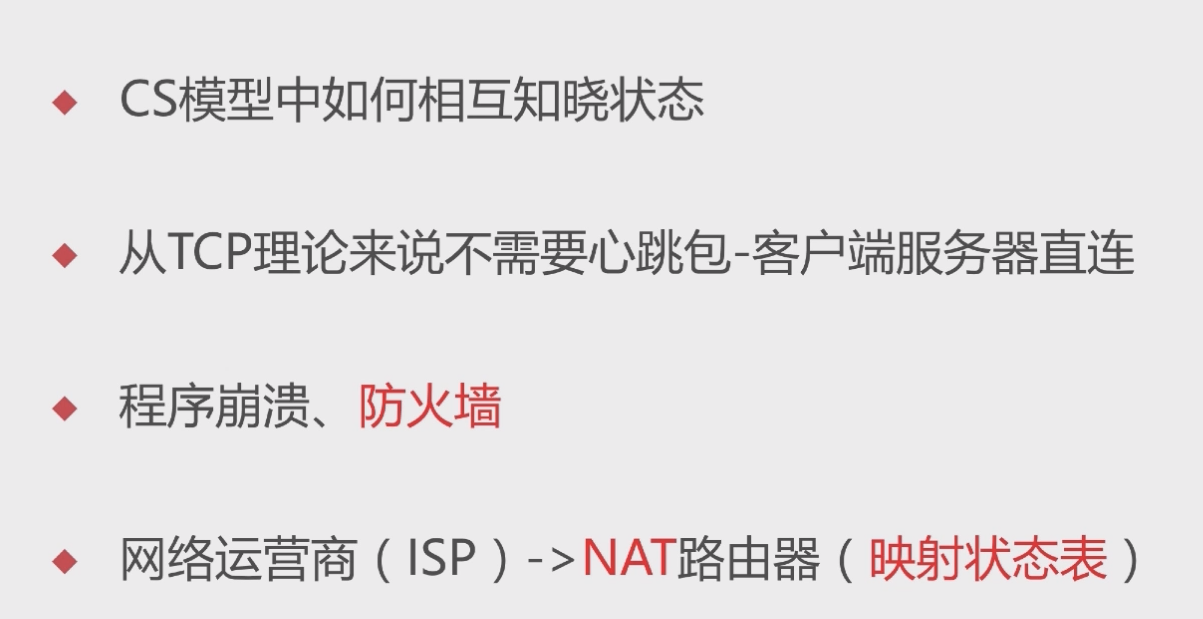 CS模型中如何相互知晓状态
从TCP理论来说不需要心跳包-客户端服务器直连
程序崩溃、防火墙
网络运营商（ISP）->NAT路由器（映射状态表）